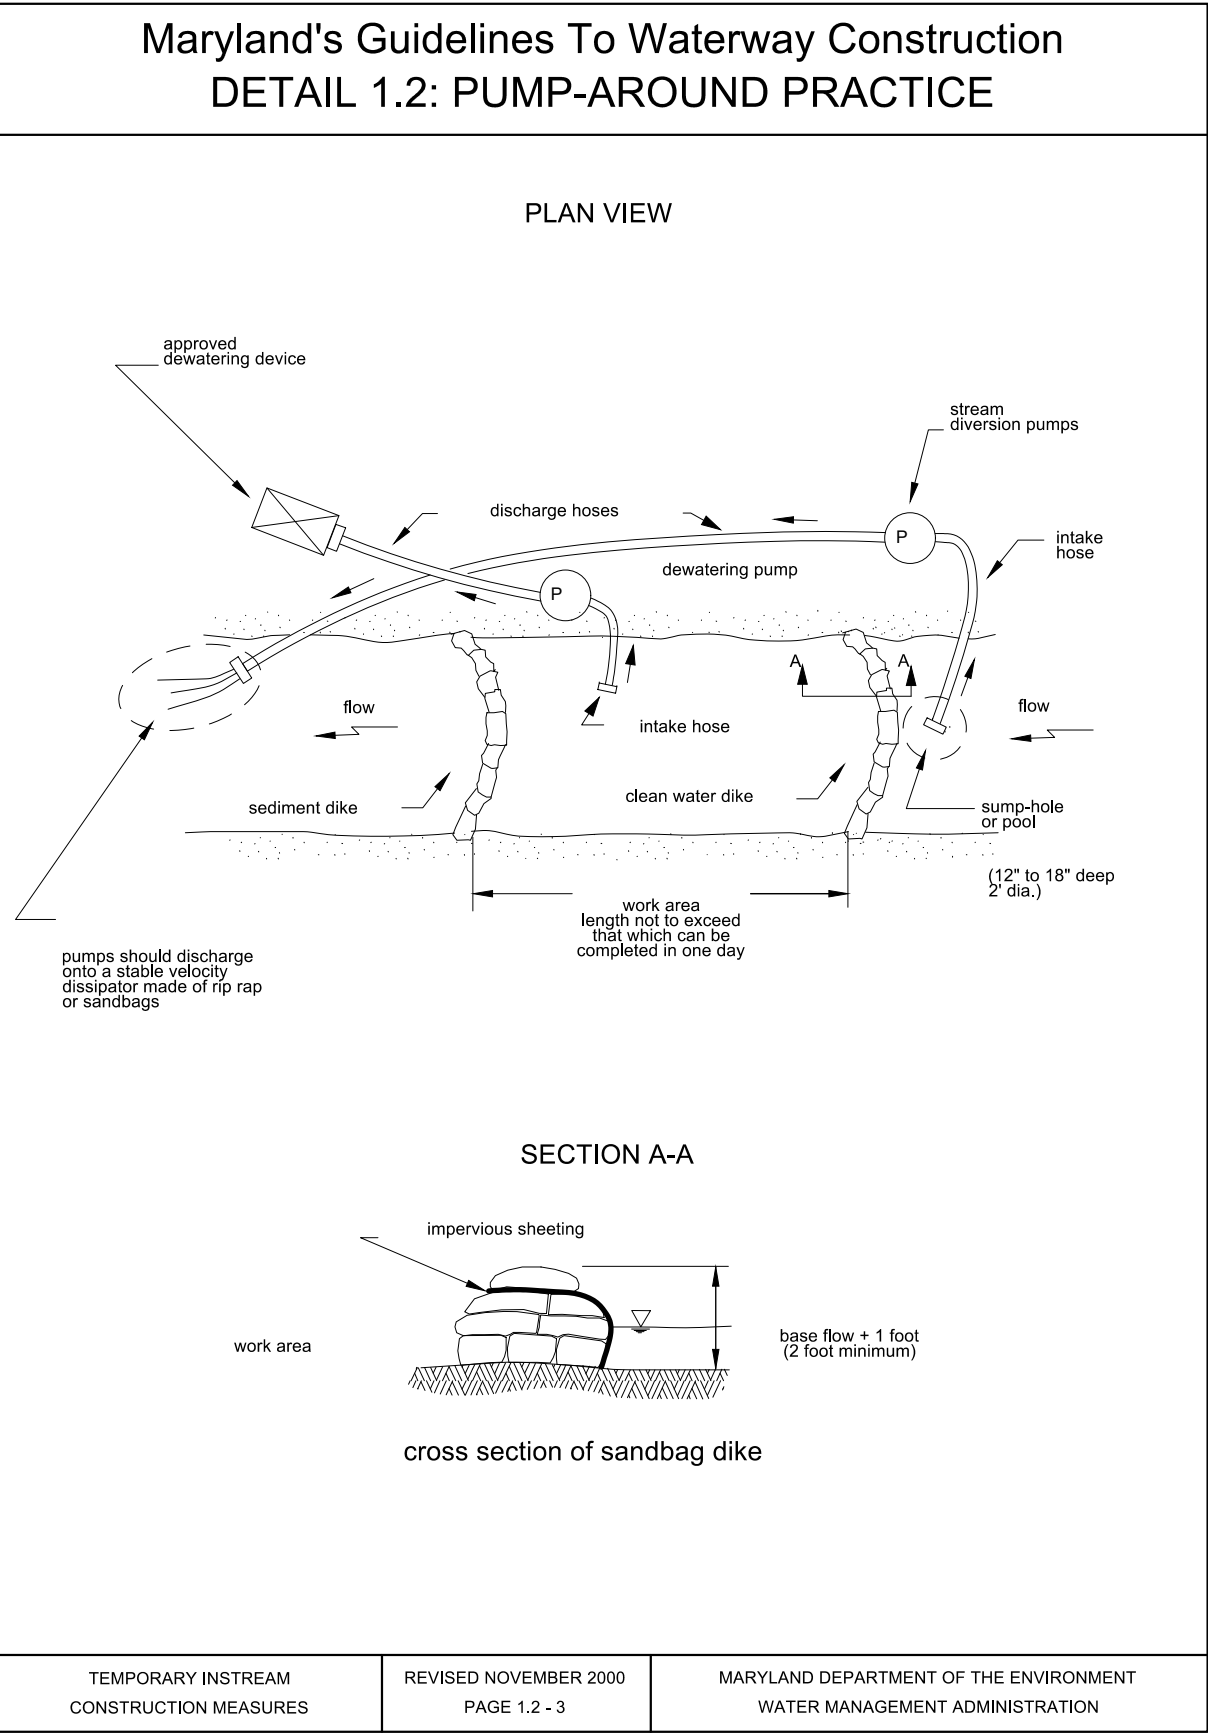 Maryland's Guidelines To Waterway Construction
DETAIL 1.2: PUMP-AROUND PRACTICE
PLAN VIEW
approved
dewatering device
stream
diversion pumps
discharge hoses
P
intake
hose
dewatering pump
P
A
A
flow
intake hose
flow
sediment dike
clean water dike
sump-hole
or pool
(12" to 18" deep
2' dia.)
work area
length not to exceed
that which can be
completed in one day
pumps should discharge
onto a stable velocity
dissipator made of rip rap
or sandbags
SECTION A-A
impervious sheeting
work area
base flow + 1 foot
(2 foot minimum)
cross section of sandbag dike
TEMPORARY INSTREAM
CONSTRUCTION MEASURES
REVISED NOVEMBER 2000
PAGE 1.2 - 3
MARYLAND DEPARTMENT OF THE ENVIRONMENT
WATER MANAGEMENT ADMINISTRATION